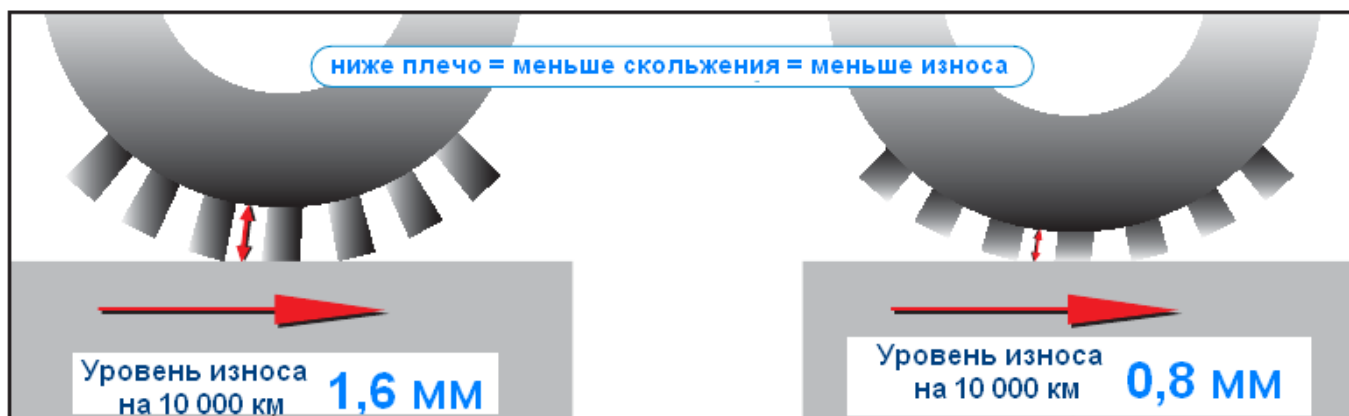 ниже плечо = меньше скольжения = меньше износа
Уровень износа
на 10 000 км
1,6 мм
Уровень износа
на 10 000 км
0,8 мм